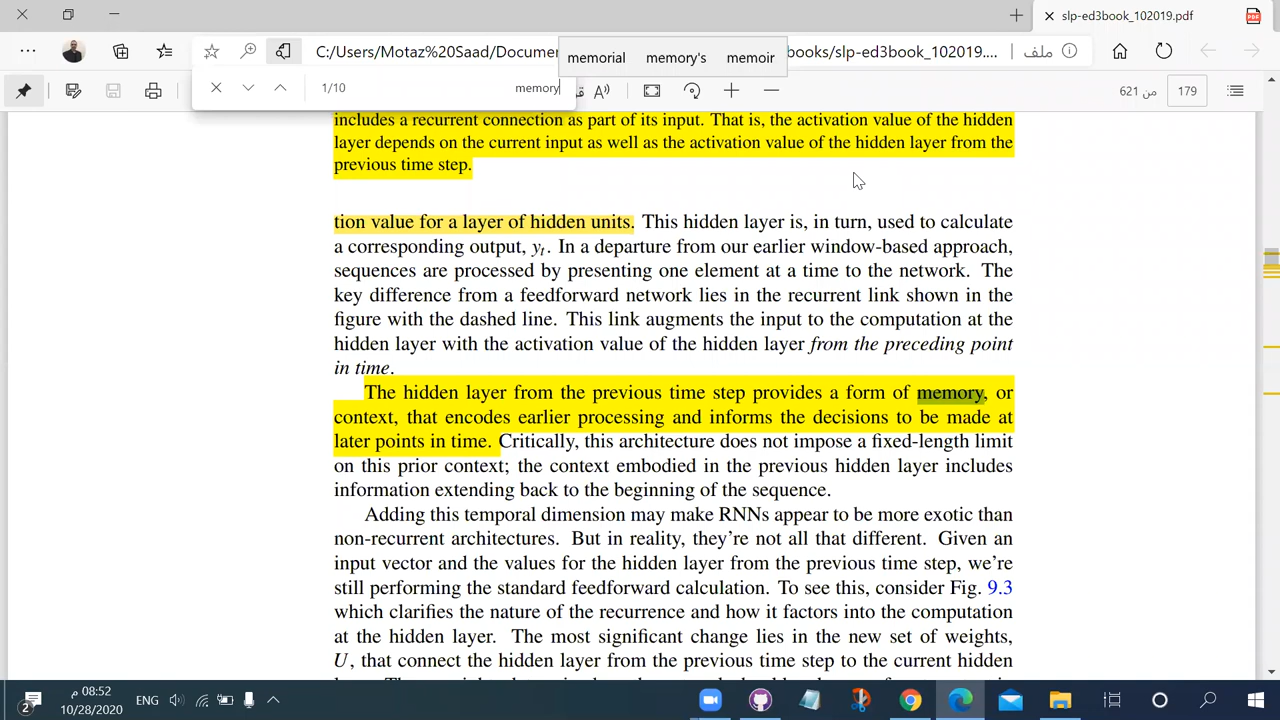 slp-ed3book_102019.pdf
C:/Users/Motaz%20Saad/Documen
books/slp-ed3book_102019....
ملف
memorial memory's memoir
1/10
memory
179
من 621
includes a recurrent connection as part of its input. That is, the activation value of the hidden
layer depends on the current input as well as the activation value of the hidden layer from the
previous time step.
tion value for a layer of hidden units. This hidden layer is, in turn, used to calculate
a corresponding output, yt. In a departure from our earlier window-based approach,
sequences are processed by presenting one element at a time to the network. The
key difference from a feedforward network lies in the recurrent link shown in the
figure with the dashed line. This link augments the input to the computation at the
hidden layer with the activation value of the hidden layer from the preceding point
in time.
The hidden layer from the previous time step provides a form of memory, or
context, that encodes earlier processing and informs the decisions to be made at
later points in time. Critically, this architecture does not impose a fixed-length limit
on this prior context; the context embodied in the previous hidden layer includes
information extending back to the beginning of the sequence.
Adding this temporal dimension may make RNNs appear to be more exotic than
non-recurrent architectures. But in reality, they're not all that different. Given an
input vector and the values for the hidden layer from the previous time step, we're
still performing the standard feedforward calculation. To see this, consider Fig. 9.3
which clarifies the nature of the recurrence and how it factors into the computation
at the hidden layer. The most significant change lies in the new set of weights,
U, that connect the hidden layer from the previous time step to the current hidden
2
08:52 م
10/28/2020
ENG